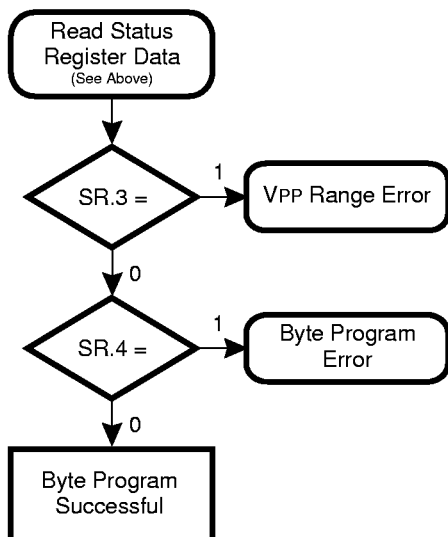 Read Status
Register Data
(See Above)
SR.3 =
1
VPP Range Error
0
SR.4 =
1
Byte Program
Error
0
Byte Program
Successful